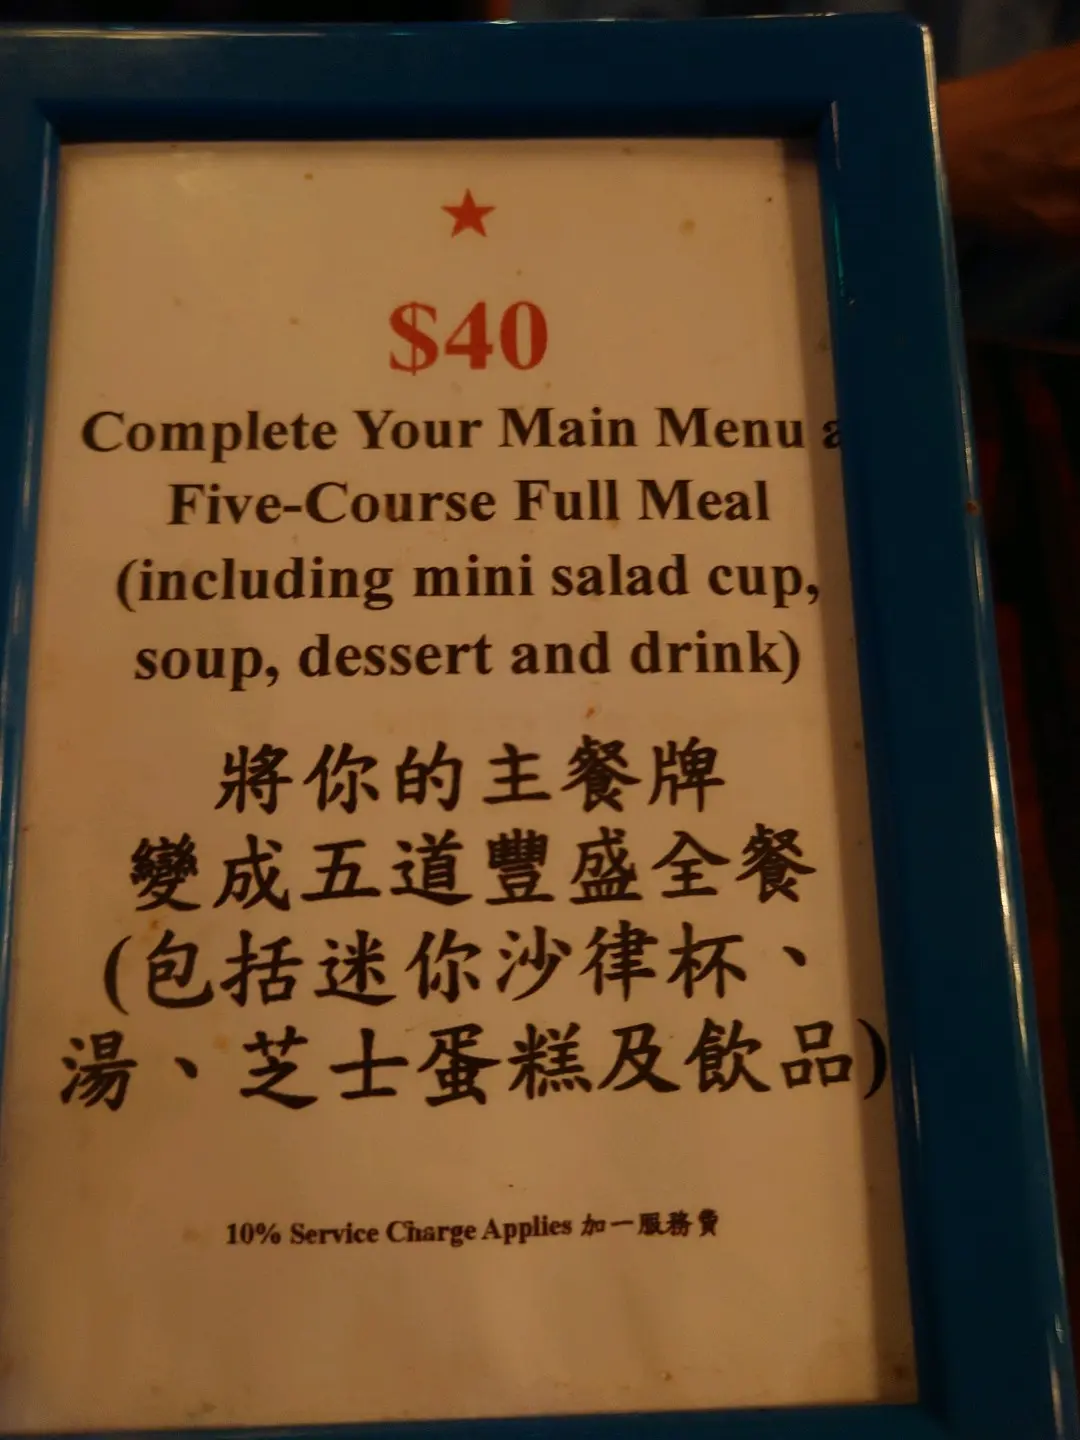 $40
Complete Your Main Menu a
Five-Course Full Meal
(including mini salad cup,
soup, dessert and drink)
將你的主餐牌
變成五道豐盛全餐
(包括迷你沙律杯、
湯、芝士蛋糕及飲品)
10% Service Charge Applies 加一服務費